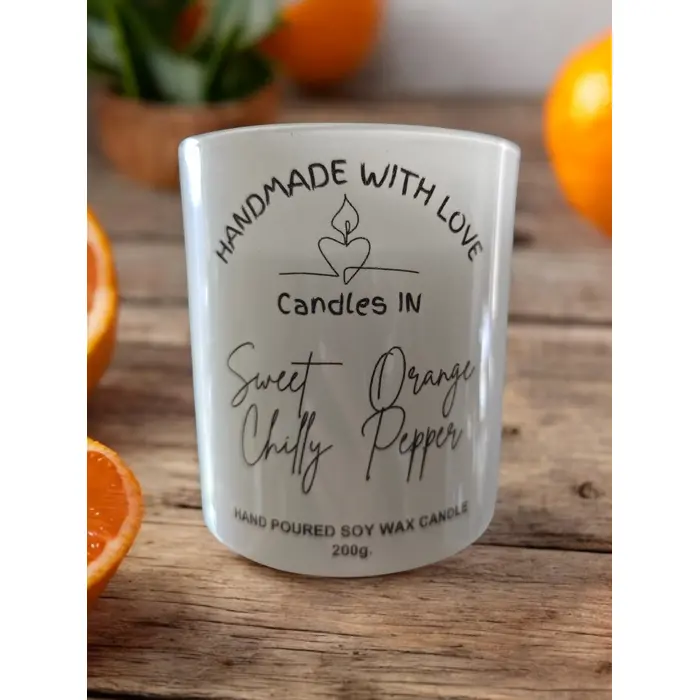 HANDMADE WITH LOVE
Candles IN
Sweet Orange
Chilly Pepper
HAND POURED SOY WAX CANDLE
200g.